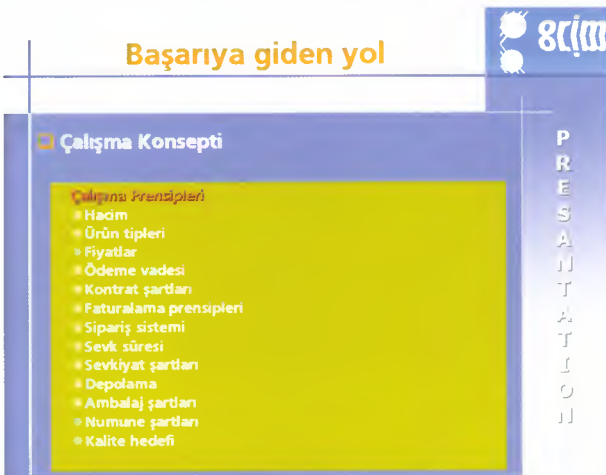 Başarıya giden yol
Çalışma Konsepti
Çalışma Prensipleri
Hacim
Ürün tipleri
Fiyatlar
Ödeme vadesi
Kontrat şartları
Faturalama prensipleri
Sipariş sistemi
Sevk süresi
Sevkiyat şartları
Depolama
Ambalaj şartları
Numune şartları
Kalite hedefi
PRESANTATION